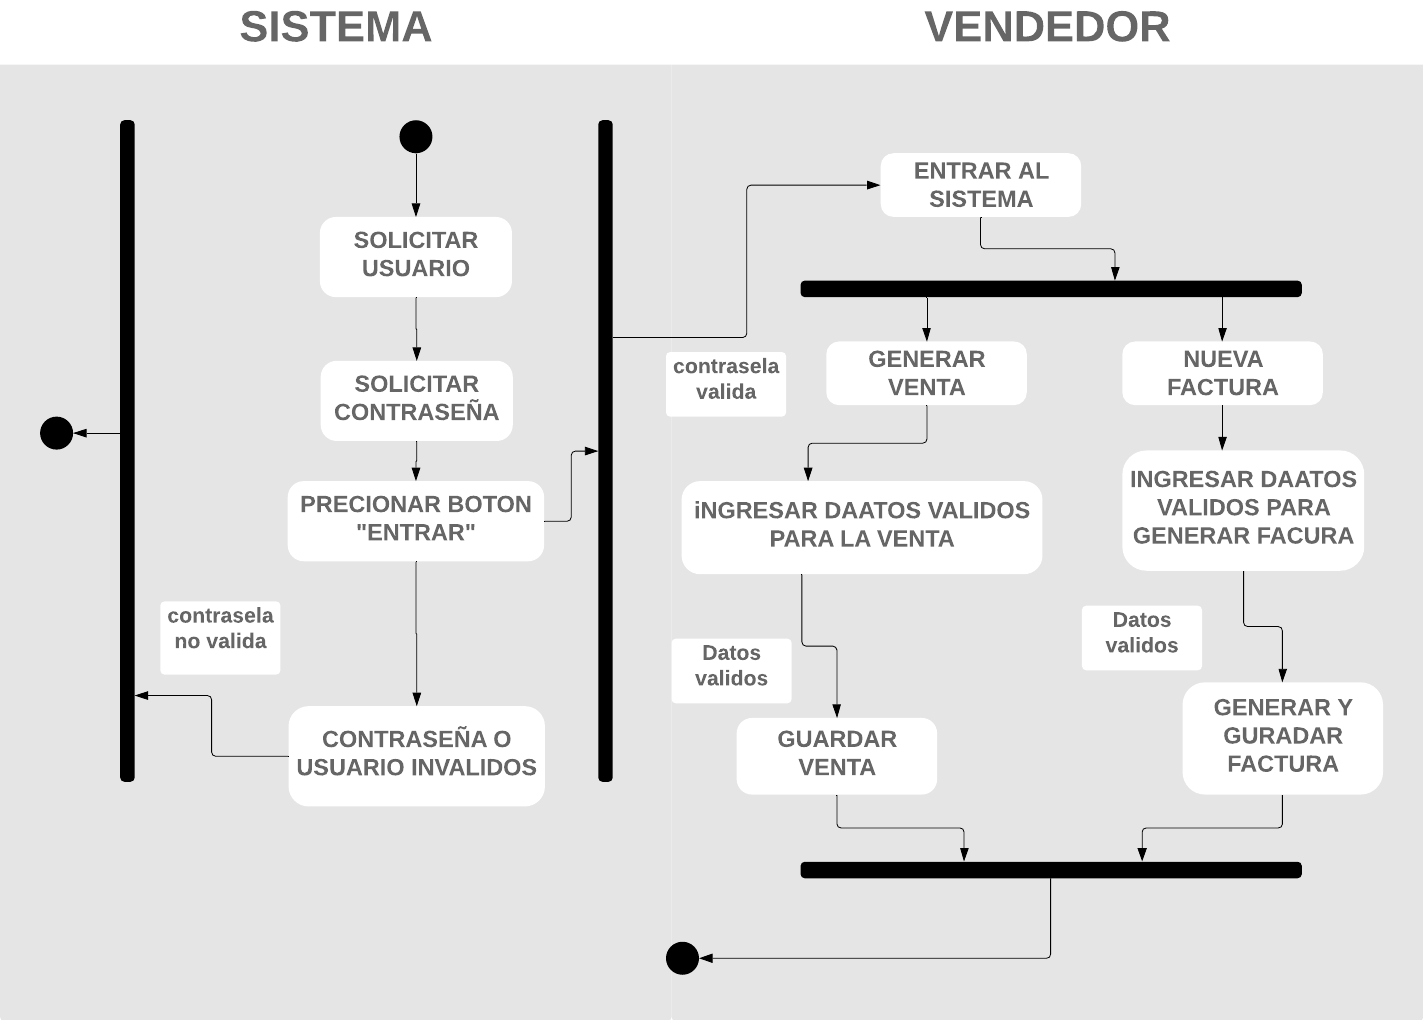 SISTEMA
VENDEDOR
SOLICITAR
USUARIO
SOLICITAR
CONTRASEÑA
PRECIONAR BOTON
"ENTRAR"
contrasela
no valida
CONTRASEÑA O
USUARIO INVALIDOS
ENTRAR AL
SISTEMA
contrasela
valida
GENERAR
VENTA
NUEVA
FACTURA
iNGRESAR DAATOS VALIDOS
PARA LA VENTA
INGRESAR DAATOS
VALIDOS PARA
GENERAR FACURA
Datos
validos
Datos
validos
GUARDAR
VENTA
GENERAR Y
GURADAR
FACTURA